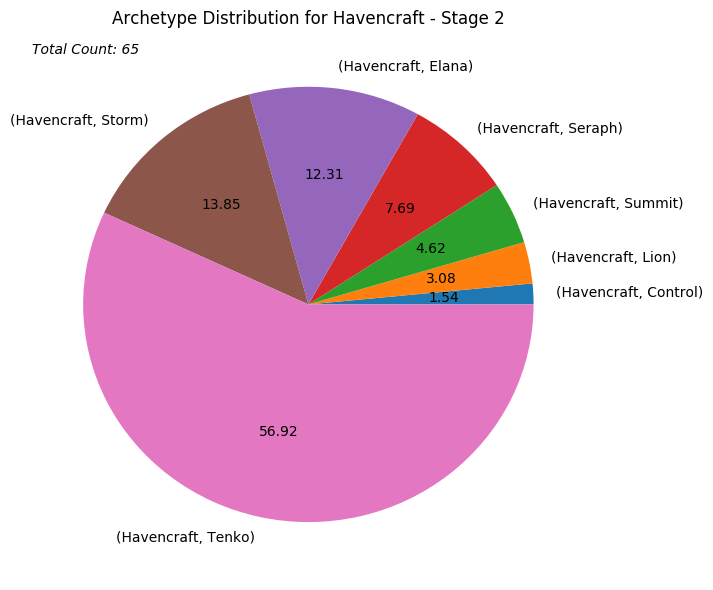 Archetype Distribution for Havencraft - Stage 2
Total Count: 65
(Havencraft, Elana)
(Havencraft, Storm)
(Havencraft, Seraph)
12.31
13.85
7.69
(Havencraft, Summit)
4.62
(Havencraft, Lion)
3.08
(Havencraft, Control)
1.54
56.92
(Havencraft, Tenko)